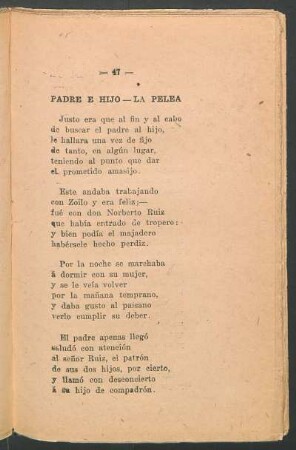 — 47 —
PADRE E HIJO — LA PELEA
Justo era que al fin y al cabo
de buscar el padre al hijo,
le hallara una vez de fijo
de tanto, en algún lugar,
teniendo al punto que dar
el prometido amasijo.
Este andaba trabajando
con Zoilo y era feliz;—
fué con don Norberto Ruiz
que había entrado de tropero:
y bien podía el majadero
habérsele hecho perdiz.
Por la noche se marchaba
á dormir con su mujer,
y se le veía volver
por la mañana temprano,
y daba gusto al paisano
verlo cumplir su deber.
El padre apenas llegó
saludó con atención
al señor Ruiz, el patrón
de sus dos hijos, por cierto,
y llamó con desconcierto
á su hijo de compadrón.